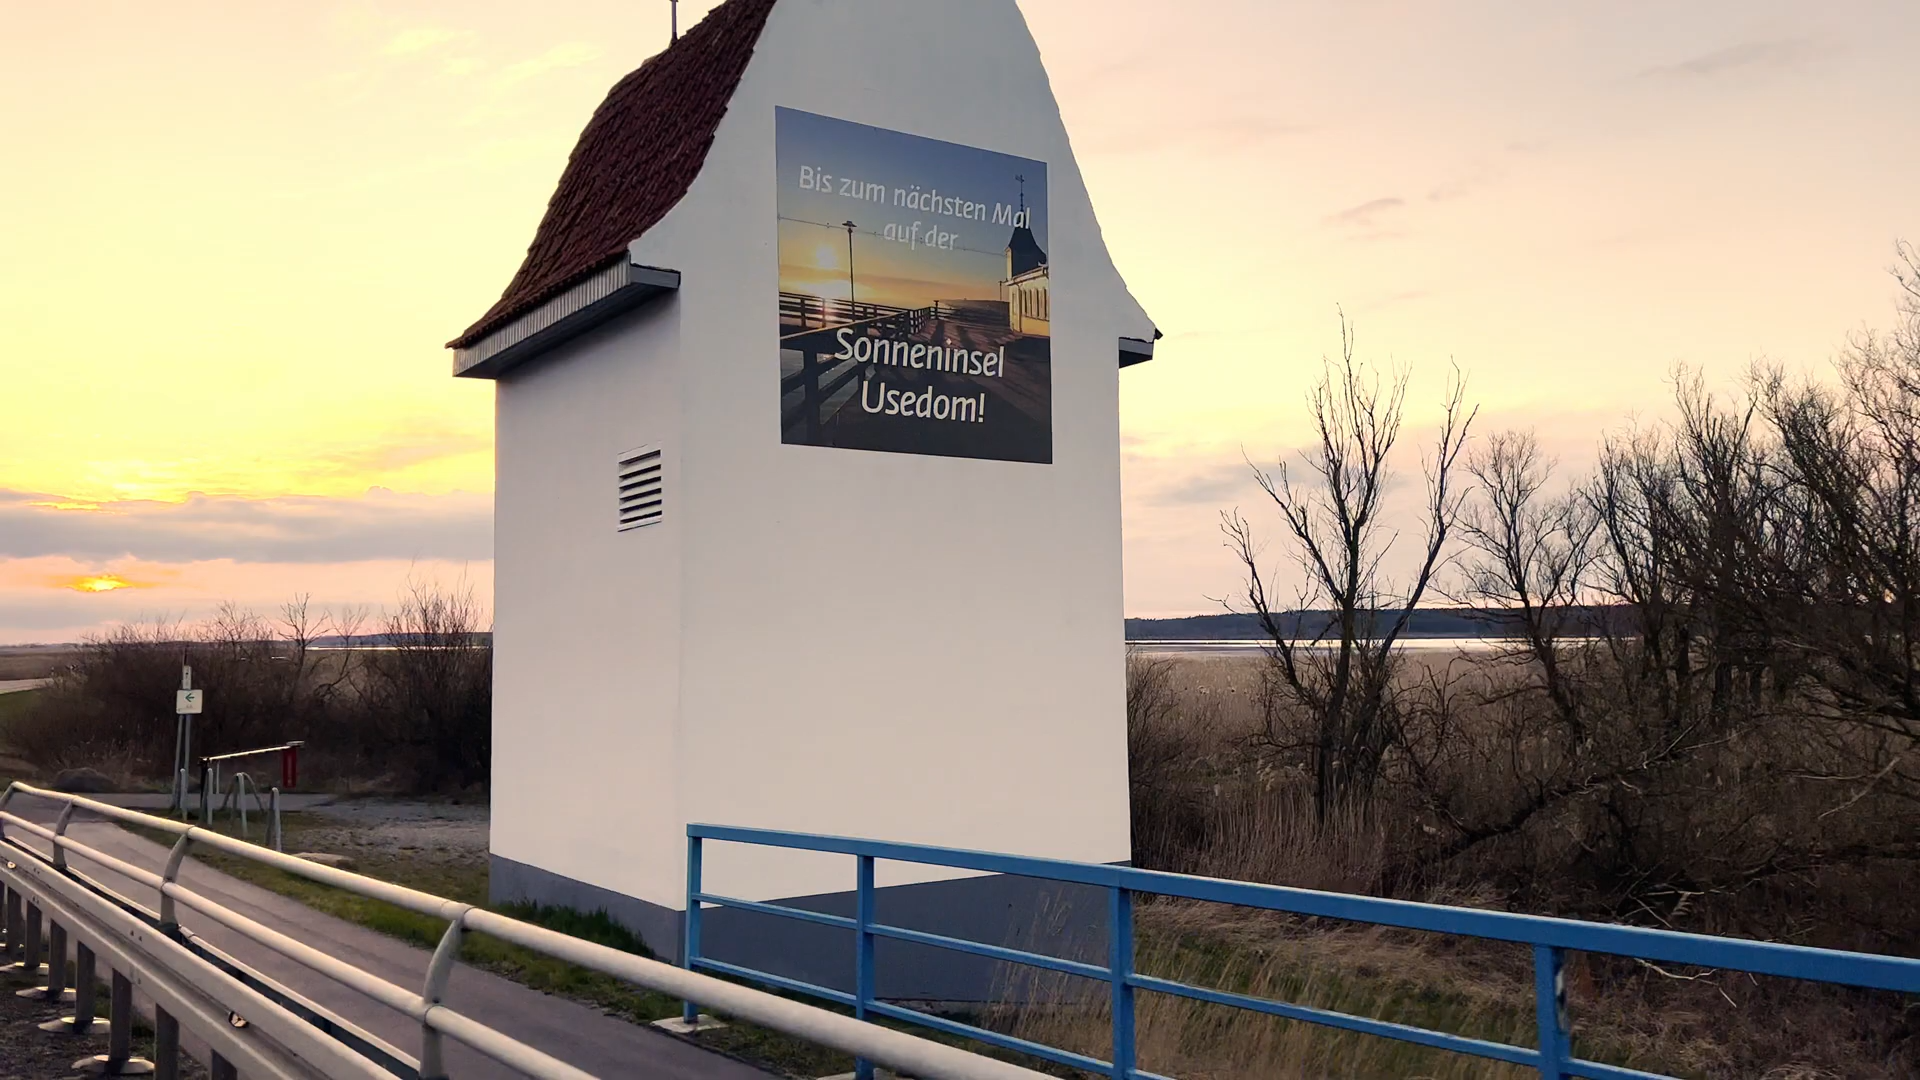 Bis zum nächsten Mal
auf der
Sonneninsel
Usedom!